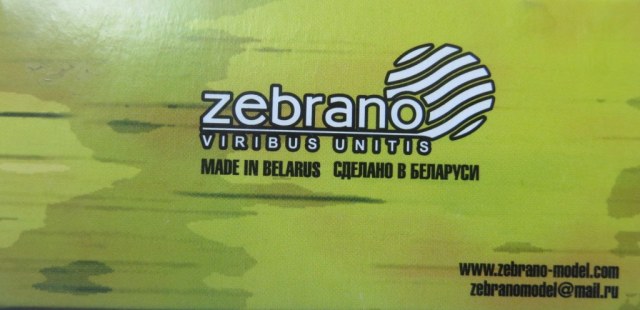 zebrano
VIRIBUS UNITIS
MADE IN BELARUS СДЕЛАНО В БЕЛАРУСИ
www.zebrano-model.com
zebranomodel@mail.ru